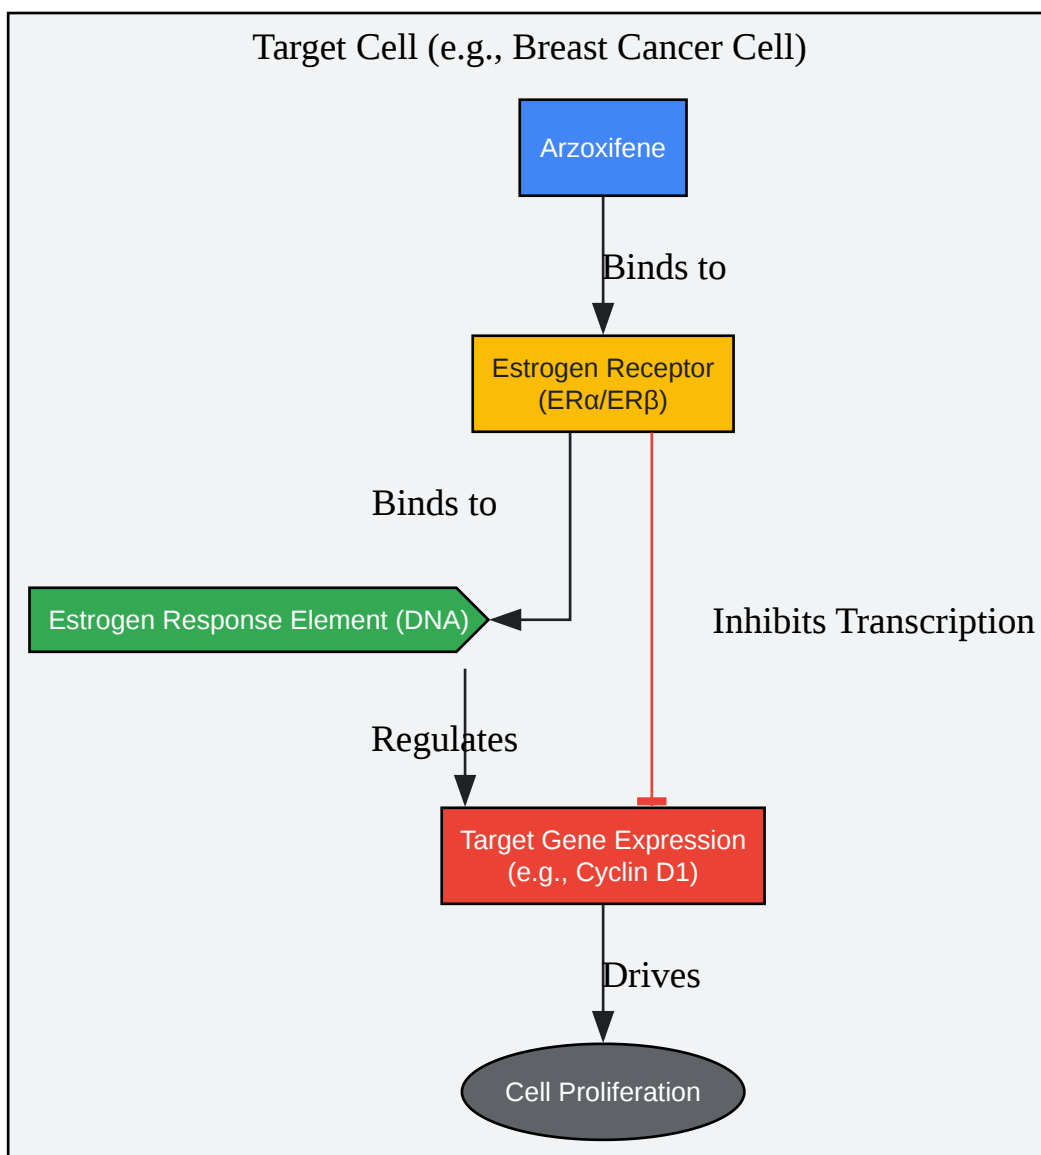 Target Cell (e.g., Breast Cancer Cell)
Arzoxifene
Binds to
Estrogen Receptor
(ERα/ERβ)
Binds to
Estrogen Response Element (DNA)
Inhibits Transcription
Regulates
Target Gene Expression
(e.g., Cyclin D1)
Drives
Cell Proliferation